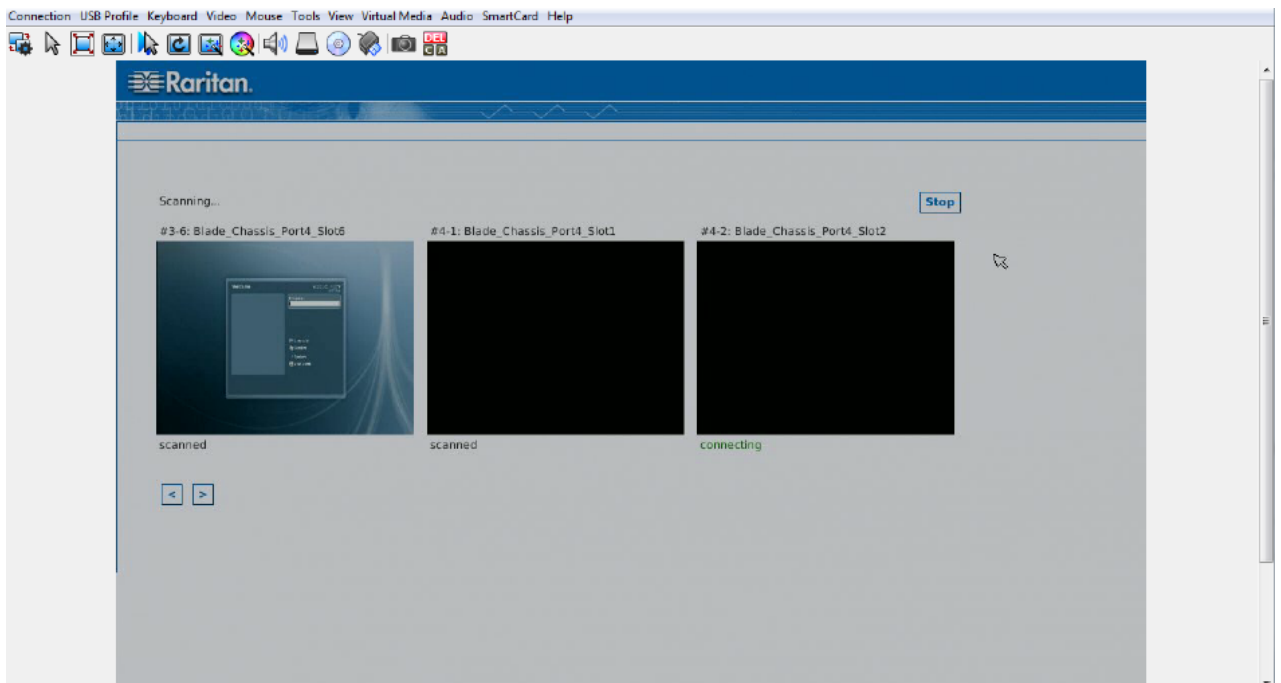 Connection USB Profile Keyboard Video Mouse Tools View Virtual Media Audio SmartCard Help
DEL
C A
Raritan.
Scanning...
Stop
#3-6: Blade_Chassis_Port4_Slot6
#4-1: Blade_Chassis_Port4_Slot1
#4-2: Blade_Chassis_Port4_Slot2
scanned
scanned
connecting
< >